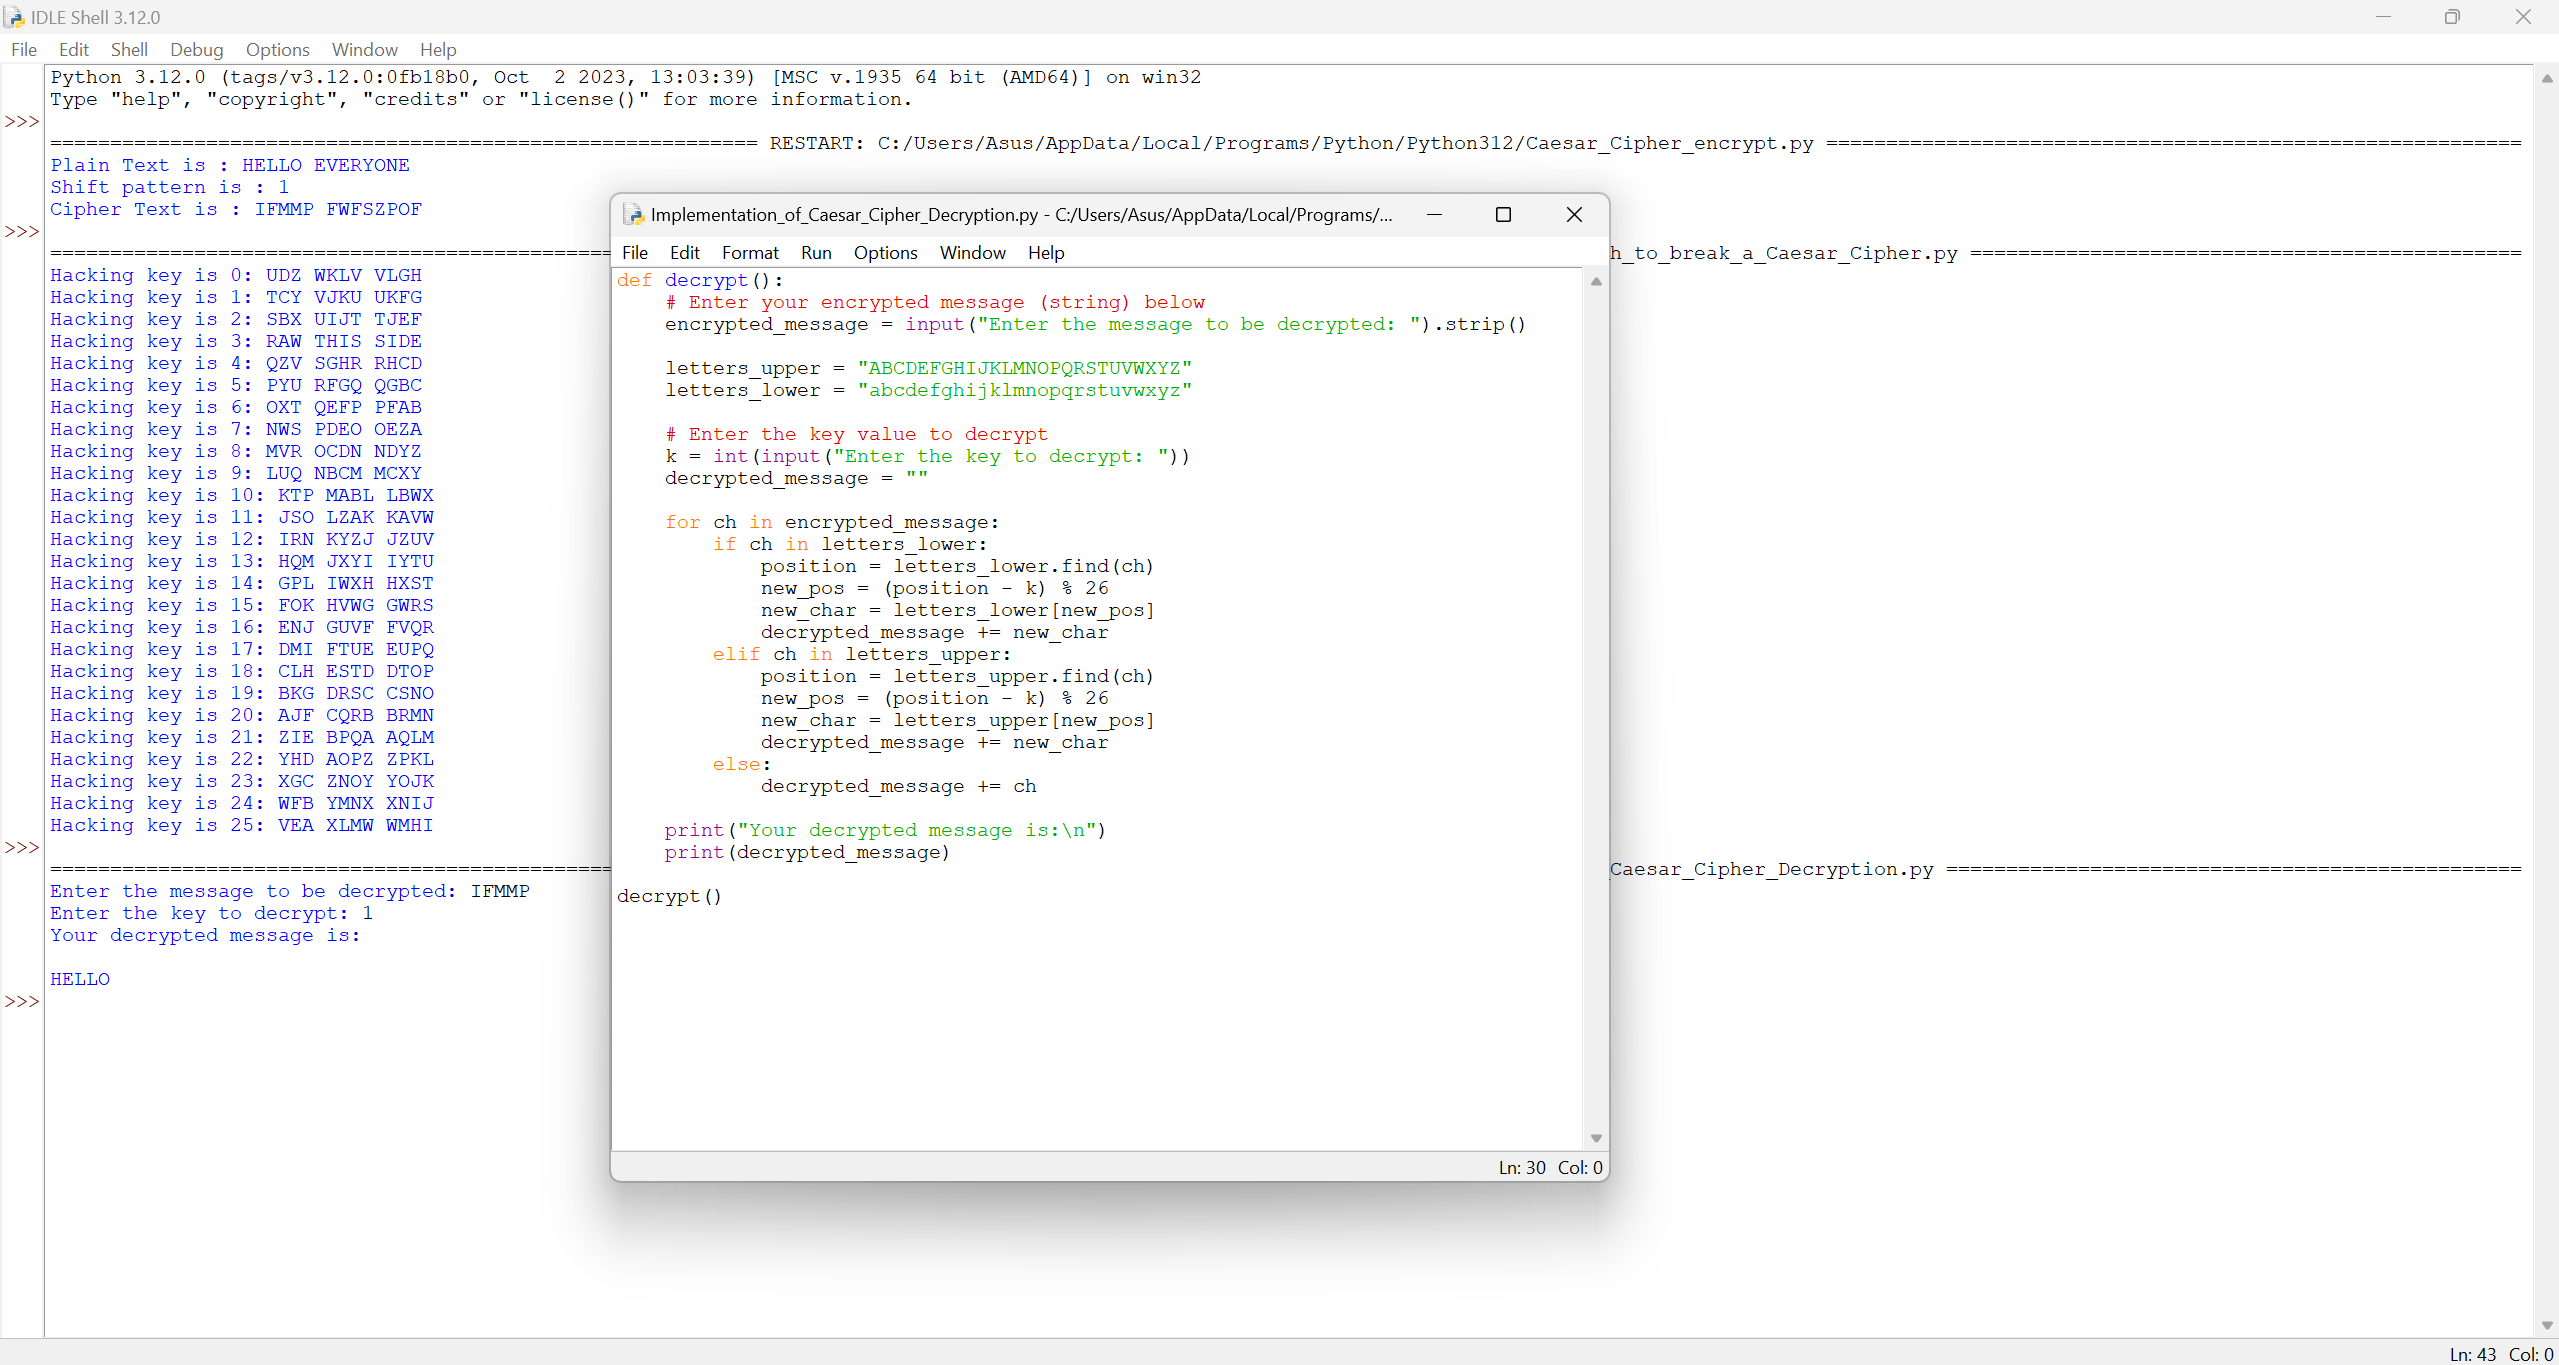 IDLE Shell 3.12.0
File Edit Shell Debug Options Window Help
Python 3.12.0 (tags/v3.12.0:0fb18b0, Oct  2 2023, 13:03:39) [MSC v.1935 64 bit (AMD64)] on win32
Type "help", "copyright", "credits" or "license()" for more information.
>>>
=========================================================== RESTART: C:/Users/Asus/AppData/Local/Programs/Python/Python312/Caesar_Cipher_encrypt.py ==========================================================
Plain Text is : HELLO EVERYONE
Shift pattern is : 1
Cipher Text is : IFMMP FWFSZPOF
>>>
=============================================== h_to_break_a_Caesar_Cipher.py ==============================================
Hacking key is 0: UDZ WKLV VLGH
Hacking key is 1: TCY VJKU UKFG
Hacking key is 2: SBX UIJT TJEF
Hacking key is 3: RAW THIS SIDE
Hacking key is 4: QZV SGHR RHCD
Hacking key is 5: PYU RFGQ QGBC
Hacking key is 6: OXT QEFP PFAB
Hacking key is 7: NWS PDEO OEZA
Hacking key is 8: MVR OCDN NDYZ
Hacking key is 9: LUQ NBCM MCXY
Hacking key is 10: KTP MABL LBWX
Hacking key is 11: JSO LZAK KAVW
Hacking key is 12: IRN KYZJ JZUV
Hacking key is 13: HQM JXYI IYTU
Hacking key is 14: GPL IWXH HXST
Hacking key is 15: FOK HVWG GWRS
Hacking key is 16: ENJ GUVF FVQR
Hacking key is 17: DMI FTUE EUPQ
Hacking key is 18: CLH ESTD DTOP
Hacking key is 19: BKG DRSC CSNO
Hacking key is 20: AJF CQRB BRMN
Hacking key is 21: ZIE BPQA AQLM
Hacking key is 22: YHD AOPZ ZPKL
Hacking key is 23: XGC ZNOY YOJK
Hacking key is 24: WFB YMNX XNIJ
Hacking key is 25: VEA XLMW WMHI
>>>
=============================================== Caesar_Cipher_Decryption.py ================================================
Enter the message to be decrypted: IFMMP
Enter the key to decrypt: 1
Your decrypted message is:
HELLO
>>>
Implementation_of_Caesar_Cipher_Decryption.py - C:/Users/Asus/AppData/Local/Programs/...
File Edit Format Run Options Window Help
def decrypt():
    # Enter your encrypted message (string) below
    encrypted_message = input("Enter the message to be decrypted: ").strip()
    letters_upper = "ABCDEFGHIJKLMNOPQRSTUVWXYZ"
    letters_lower = "abcdefghijklmnopqrstuvwxyz"
    # Enter the key value to decrypt
    k = int(input("Enter the key to decrypt: "))
    decrypted_message = ""
    for ch in encrypted_message:
        if ch in letters_lower:
            position = letters_lower.find(ch)
            new_pos = (position - k) % 26
            new_char = letters_lower[new_pos]
            decrypted_message += new_char
        elif ch in letters_upper:
            position = letters_upper.find(ch)
            new_pos = (position - k) % 26
            new_char = letters_upper[new_pos]
            decrypted_message += new_char
        else:
            decrypted_message += ch
    print("Your decrypted message is:\n")
    print(decrypted_message)
decrypt()
Ln: 30 Col: 0
Ln: 43 Col: 0